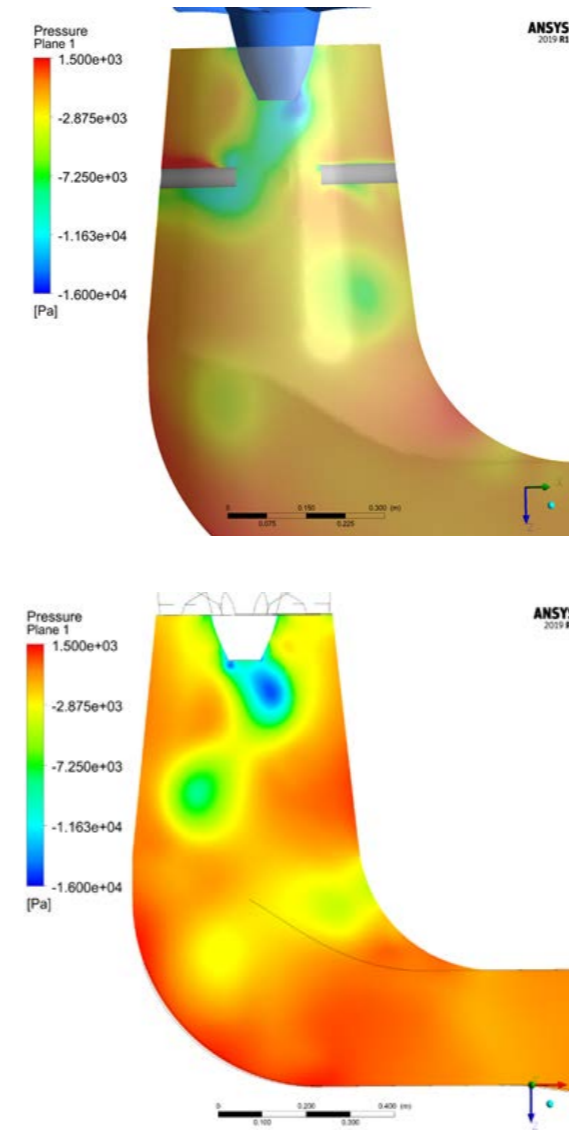 ANSYS
2019 R1
Pressure
Plane 1
1.500e+03
-2.875e+03
-7.250e+03
-1.163e+04
-1.600e+04
[Pa]
0 0.150 0.300 (m)
0.075 0.225
ANSYS
2019 R
Pressure
Plane 1
1.500e+03
-2.875e+03
-7.250e+03
-1.163e+04
-1.600e+04
[Pa]
0 0.200 0.400 (m)
0.100 0.300